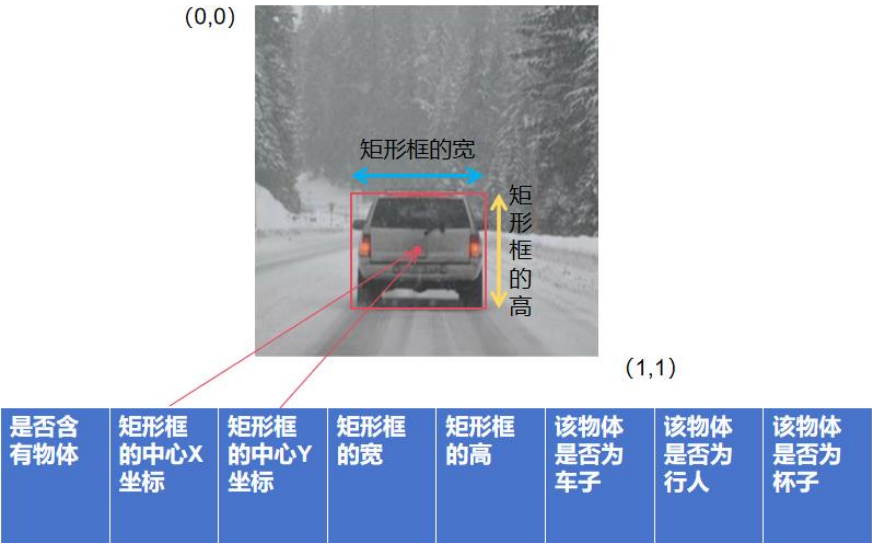 (0,0)
矩形框的宽
矩
形
框
的
高
(1,1)
是否含
有物体
矩形框
的中心X
坐标
矩形框
的中心Y
坐标
矩形框
的宽
矩形框
的高
该物体
是否为
车子
该物体
是否为
行人
该物体
是否为
杯子